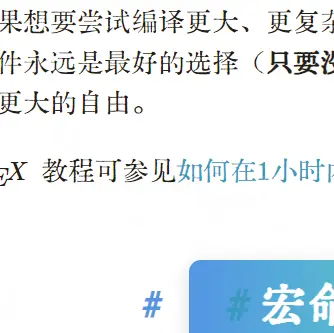 果想要尝试编译更大、更复杂
件永远是最好的选择（只要没
更大的自由。
EX 教程可参见如何在1小时内
# # 宏命